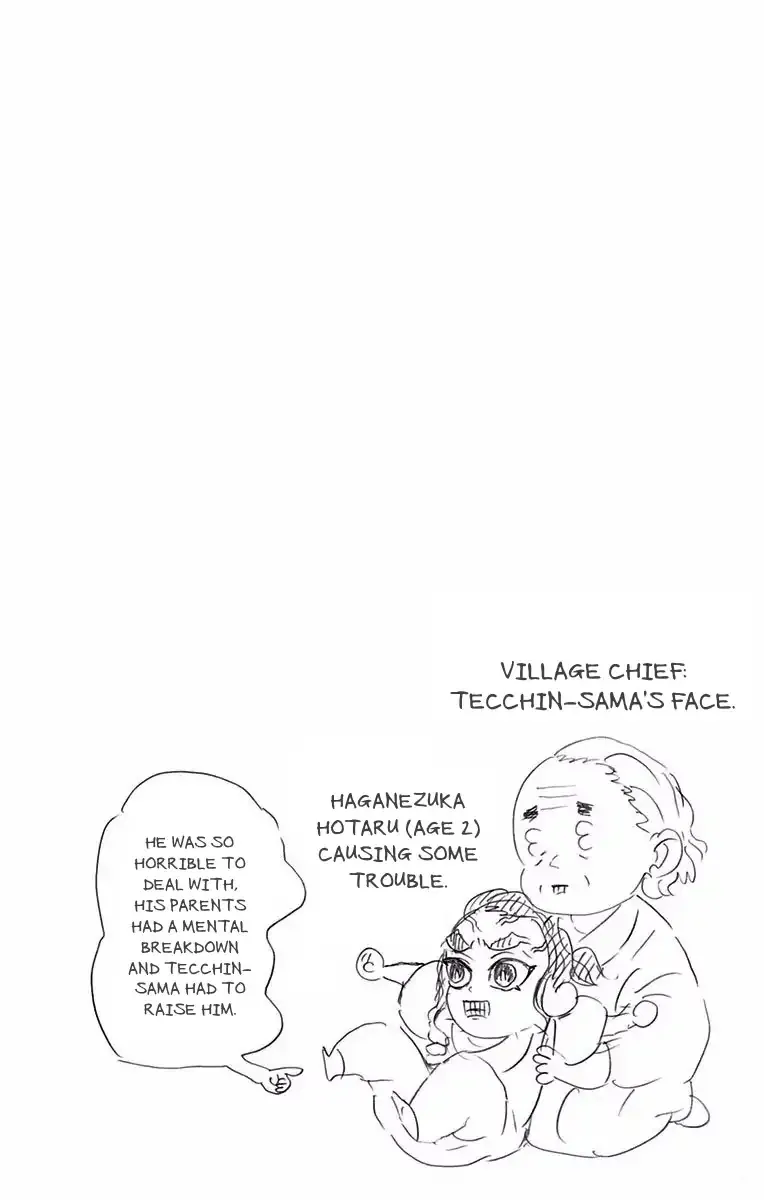 VILLAGE CHIEF:
TECCHIN-SAMA'S FACE.
HAGANEZUKA
HOTARU (AGE 2)
CAUSING SOME
TROUBLE.
HE WAS SO
HORRIBLE TO
DEAL WITH,
HIS PARENTS
HAD A MENTAL
BREAKDOWN
AND TECCHIN-
SAMA HAD TO
RAISE HIM.